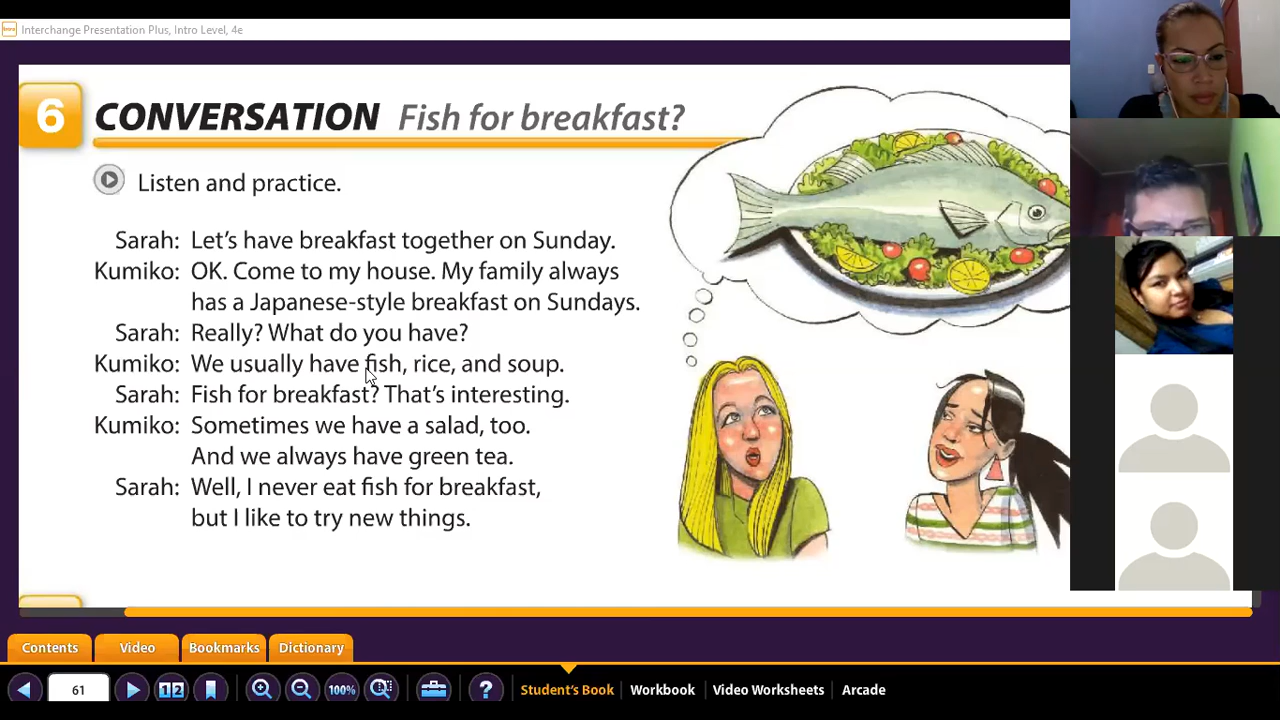 Interchange Presentation Plus, Intro Level, 4e
6 CONVERSATION Fish for breakfast?
Listen and practice.
Sarah: Let's have breakfast together on Sunday.
Kumiko: OK. Come to my house. My family always
has a Japanese-style breakfast on Sundays.
Sarah: Really? What do you have?
Kumiko: We usually have fish, rice, and soup.
Sarah: Fish for breakfast? That's interesting.
Kumiko: Sometimes we have a salad, too.
And we always have green tea.
Sarah: Well, I never eat fish for breakfast,
but I like to try new things.
Contents Video Bookmarks Dictionary
61 12 100% ? Student's Book Workbook Video Worksheets Arcade